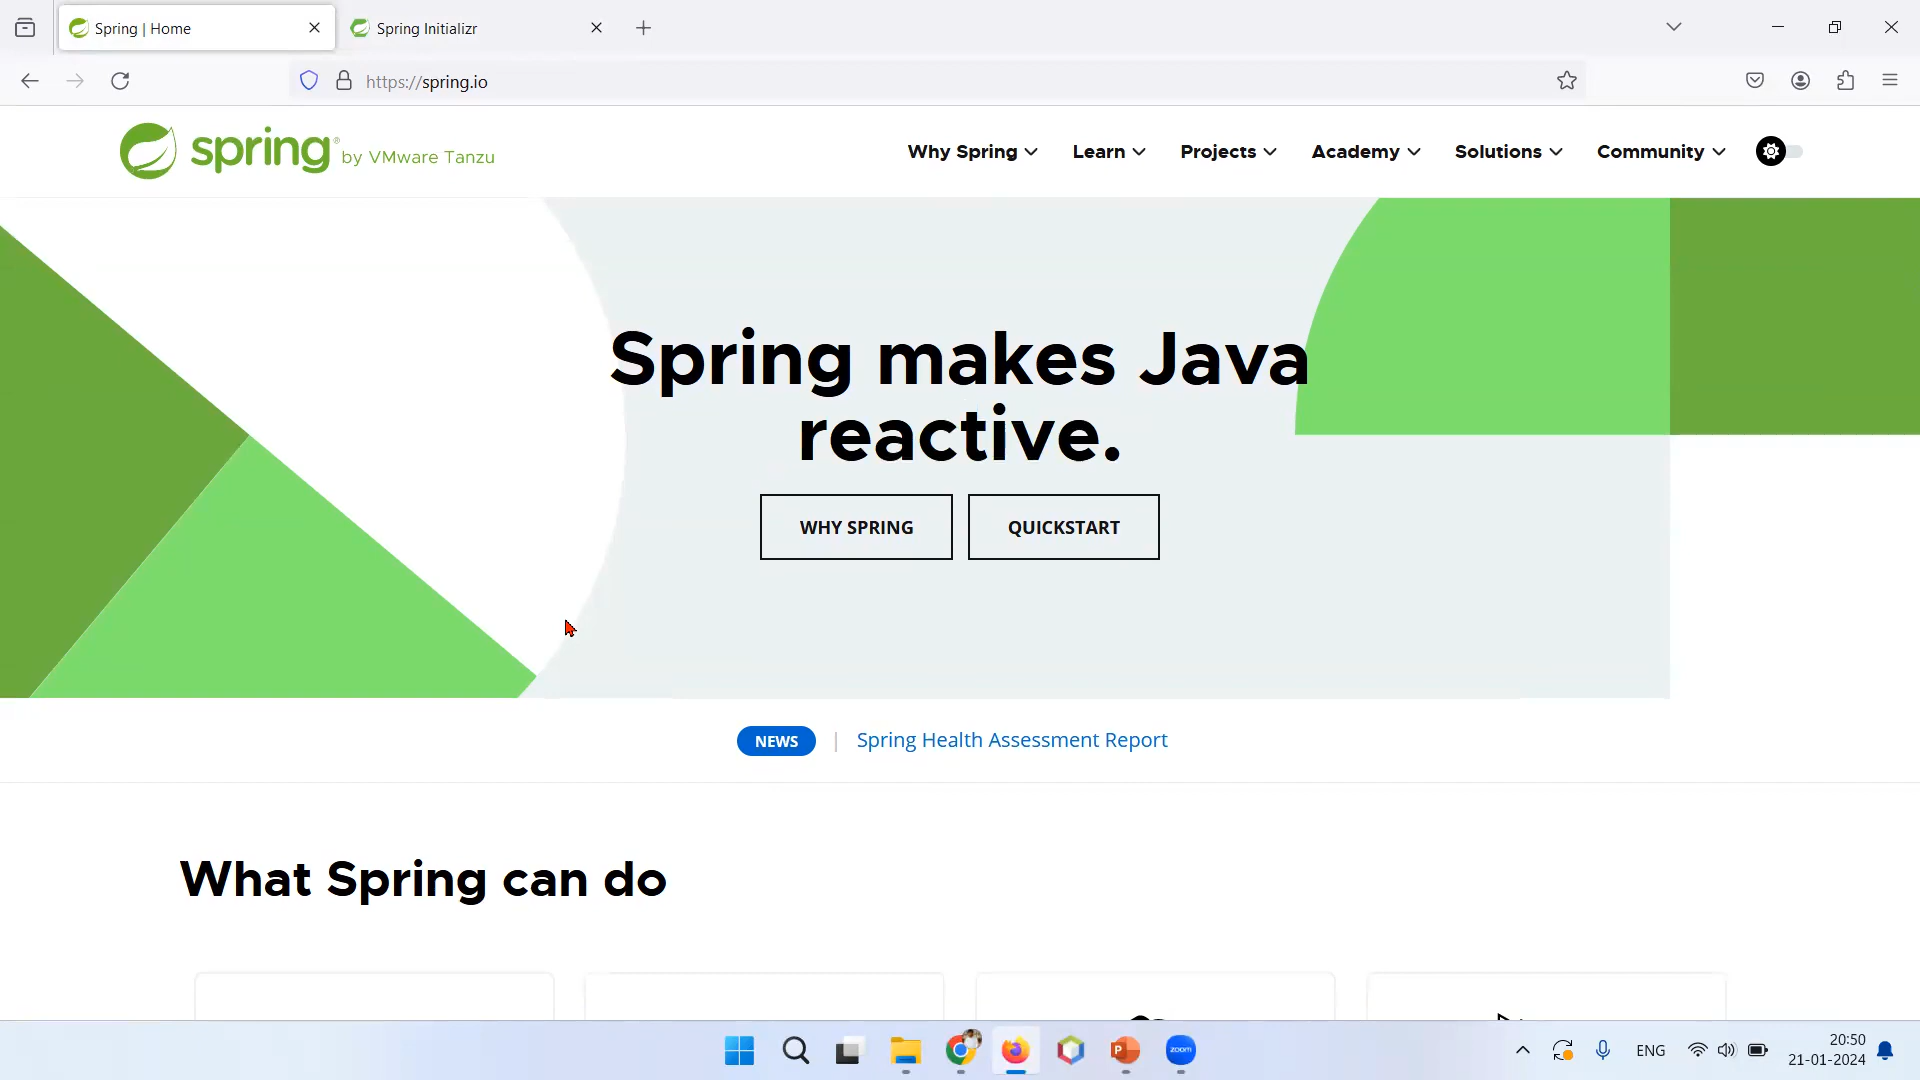 Spring | Home
Spring Initializr
https://spring.io
spring® by VMware Tanzu
Why Spring
Learn
Projects
Academy
Solutions
Community
Spring makes Java
reactive.
WHY SPRING
QUICKSTART
NEWS | Spring Health Assessment Report
What Spring can do
P
zoom
ENG
20:50
21-01-2024